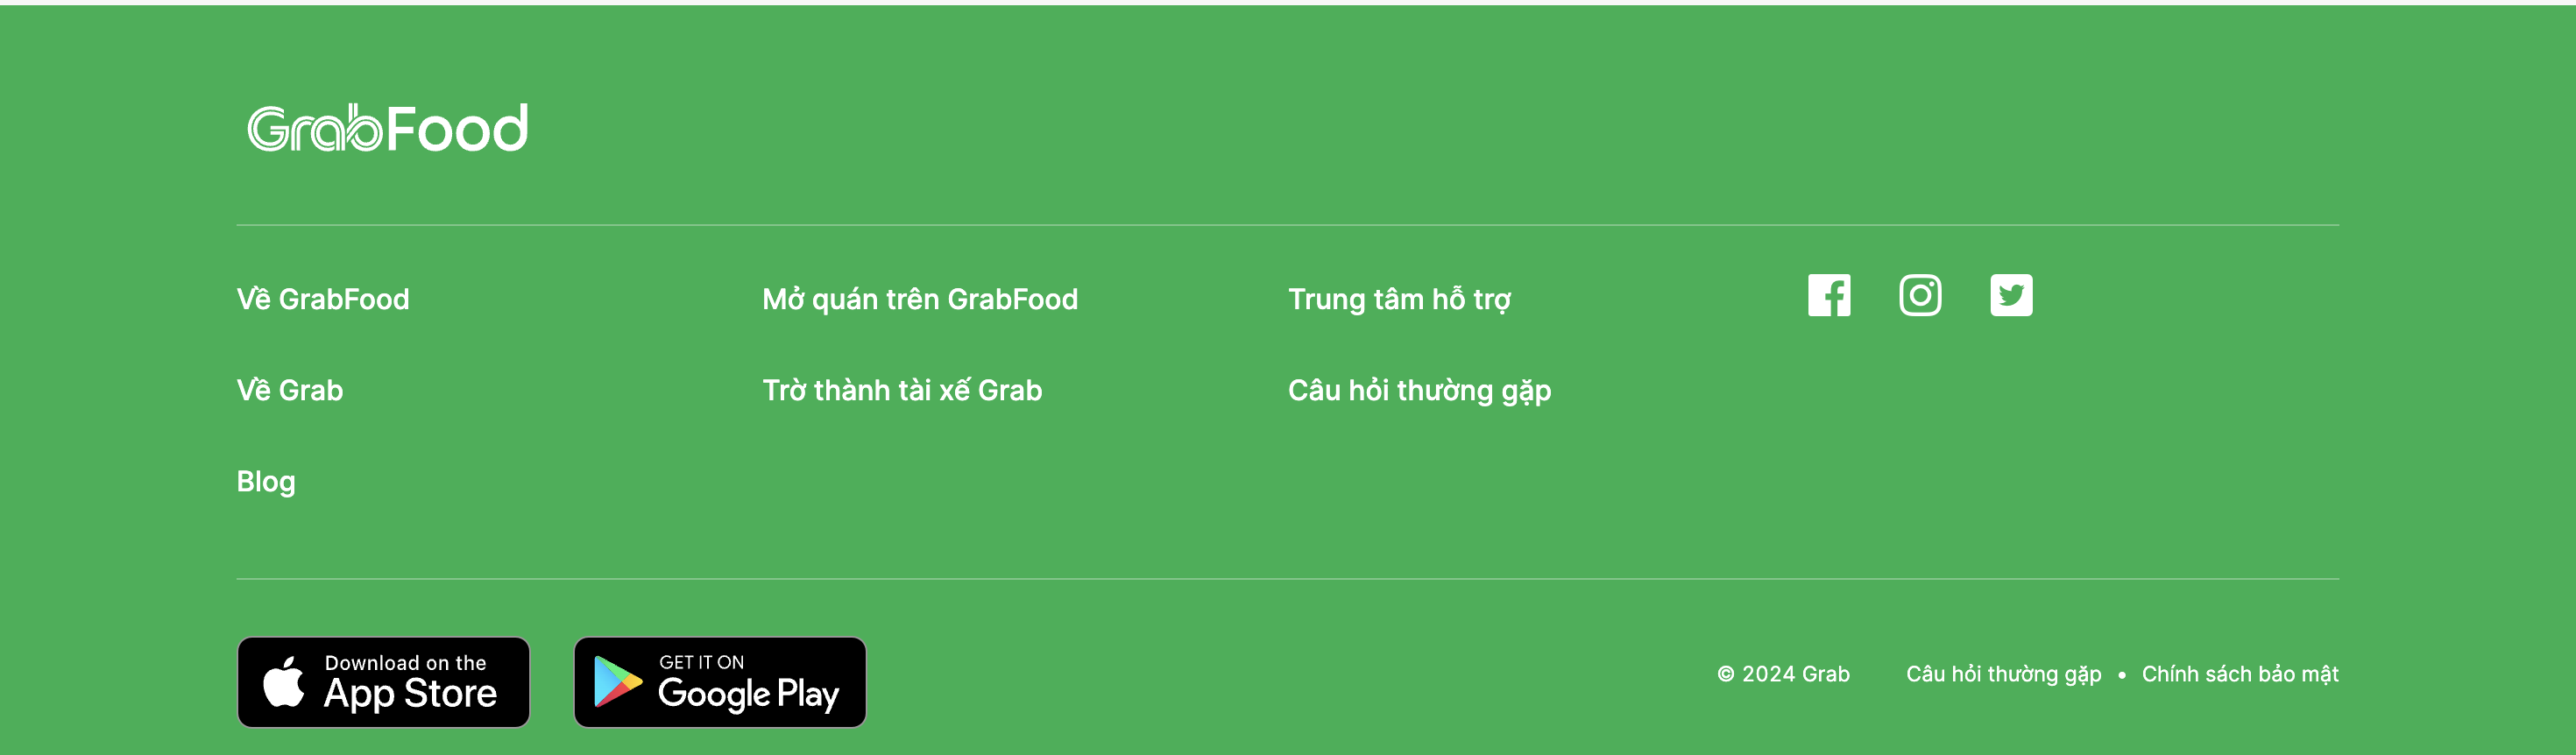 GrabFood
Về GrabFood
Về Grab
Blog
Mở quán trên GrabFood
Trở thành tài xế Grab
Trung tâm hỗ trợ
Câu hỏi thường gặp
Download on the
App Store
GET IT ON
Google Play
© 2024 Grab
Câu hỏi thường gặp • Chính sách bảo mật